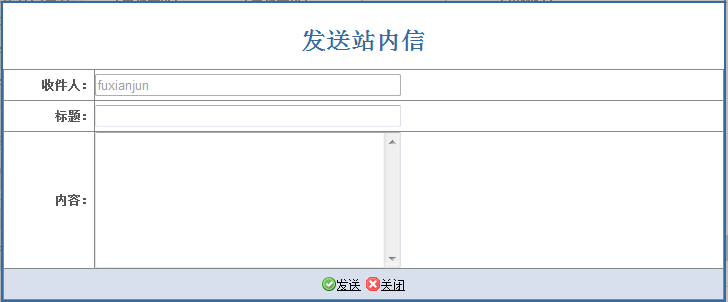 发送站内信
收件人： fuxianjun
标题：
内容：
发送 关闭